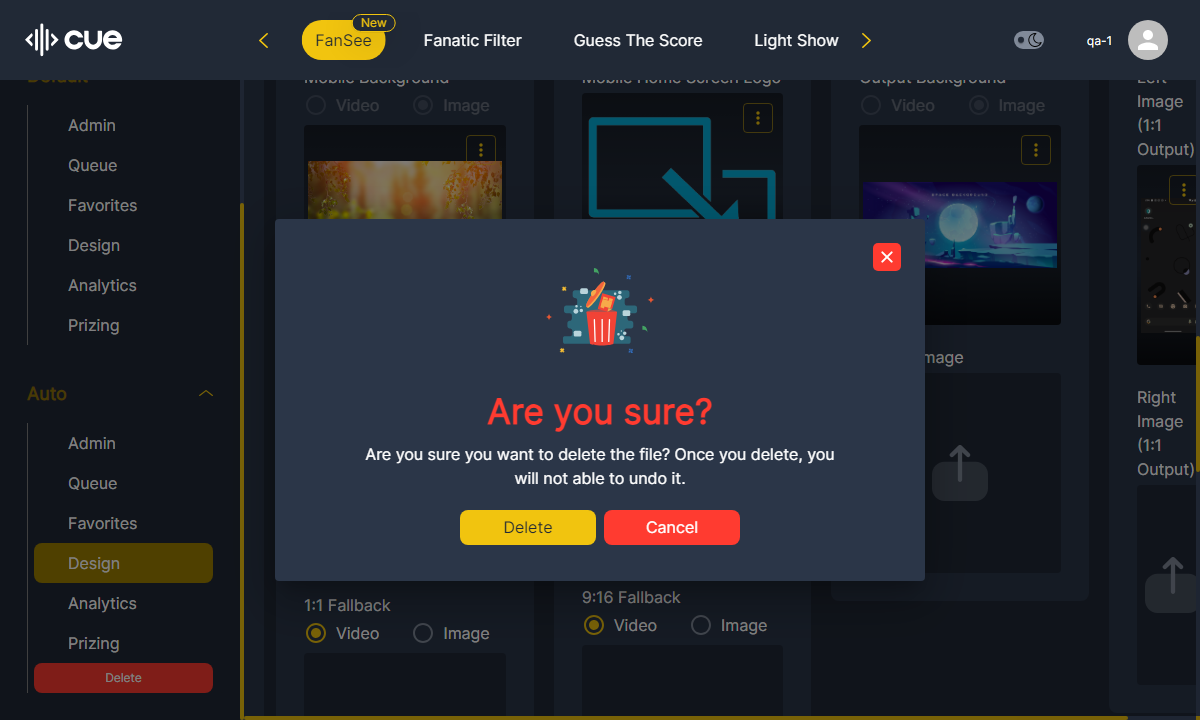 cue
New
FanSee
Fanatic Filter
Guess The Score
Light Show
qa-1
Default
Admin
Queue
Favorites
Design
Analytics
Prizing
Auto
Admin
Queue
Favorites
Design
Analytics
Prizing
Delete
Mobile Background
Video
Image
Mobile Home Screen Logo
Output Background
Video
Image
SPACE BACKGROUND
Left
Image
(1:1
Output)
Right
Image
(1:1
Output)
Are you sure?
Are you sure you want to delete the file? Once you delete, you
will not able to undo it.
Delete
Cancel
1:1 Fallback
Video
Image
9:16 Fallback
Video
Image